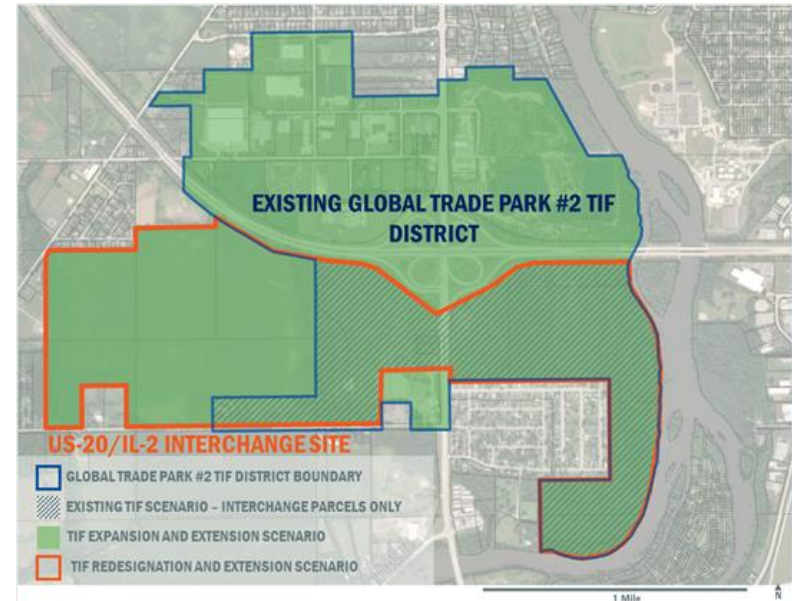 EXISTING GLOBAL TRADE PARK #2 TIF
DISTRICT
US-20/IL-2 INTERCHANGE SITE
GLOBAL TRADE PARK #2 TIF DISTRICT BOUNDARY
EXISTING TIF SCENARIO – INTERCHANGE PARCELS ONLY
TIF EXPANSION AND EXTENSION SCENARIO
TIF REDESIGNATION AND EXTENSION SCENARIO
1 Mile
N